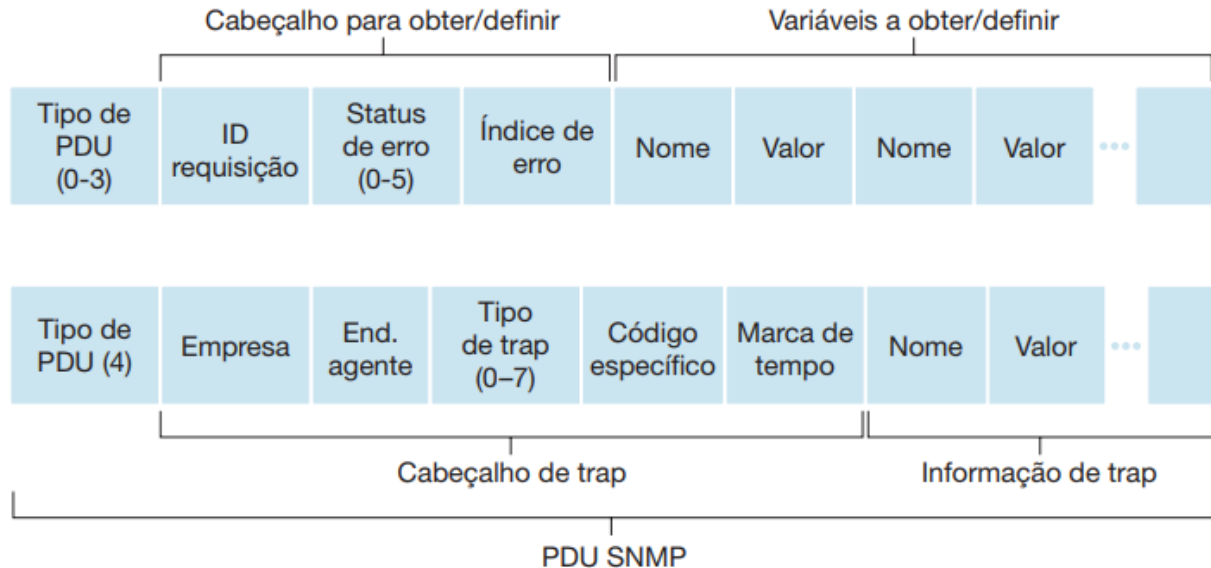 Cabeçalho para obter/definir
Variáveis a obter/definir
Tipo de
PDU
(0-3)
ID
requisição
Status
de erro
(0-5)
Índice de
erro
Nome
Valor
Nome
Valor
Tipo de
PDU (4)
Empresa
End.
agente
Tipo
de trap
(0–7)
Código
específico
Marca de
tempo
Nome
Valor
Cabeçalho de trap
Informação de trap
PDU SNMP